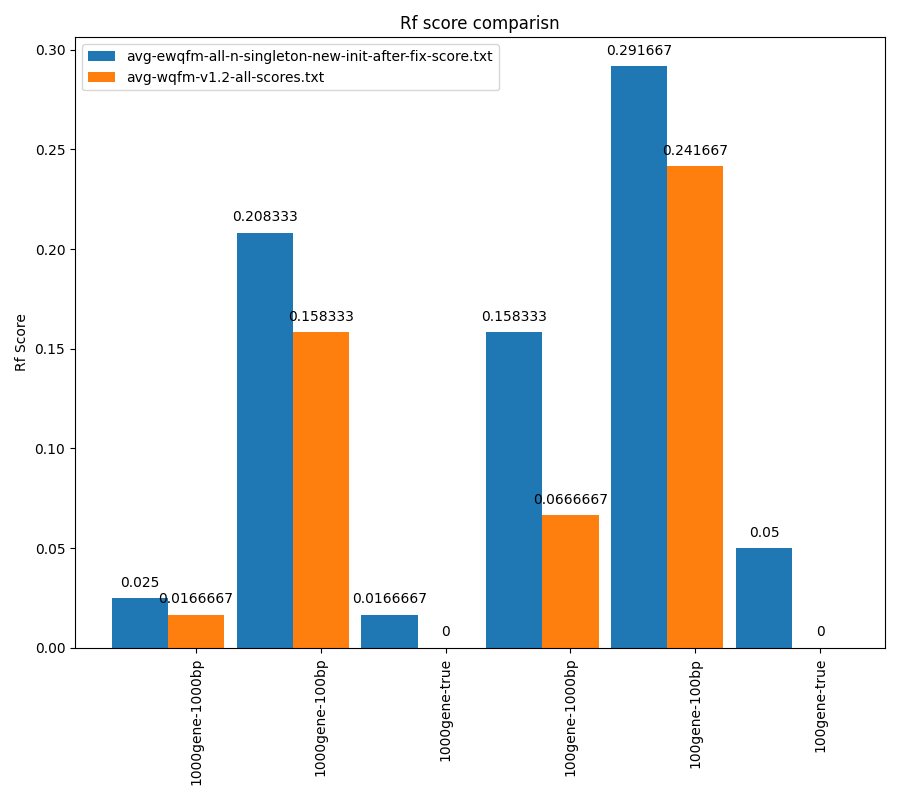 Rf score comparisn
avg-ewqfm-all-n-singleton-new-init-after-fix-score.txt
avg-wqfm-v1.2-all-scores.txt
Rf Score
0.30
0.25
0.20
0.15
0.10
0.05
0.00
0.025
0.0166667
0.208333
0.158333
0.0166667
0
0.158333
0.0666667
0.291667
0.241667
0.05
0
1000gene-1000bp
1000gene-100bp
1000gene-true
100gene-1000bp
100gene-100bp
100gene-true